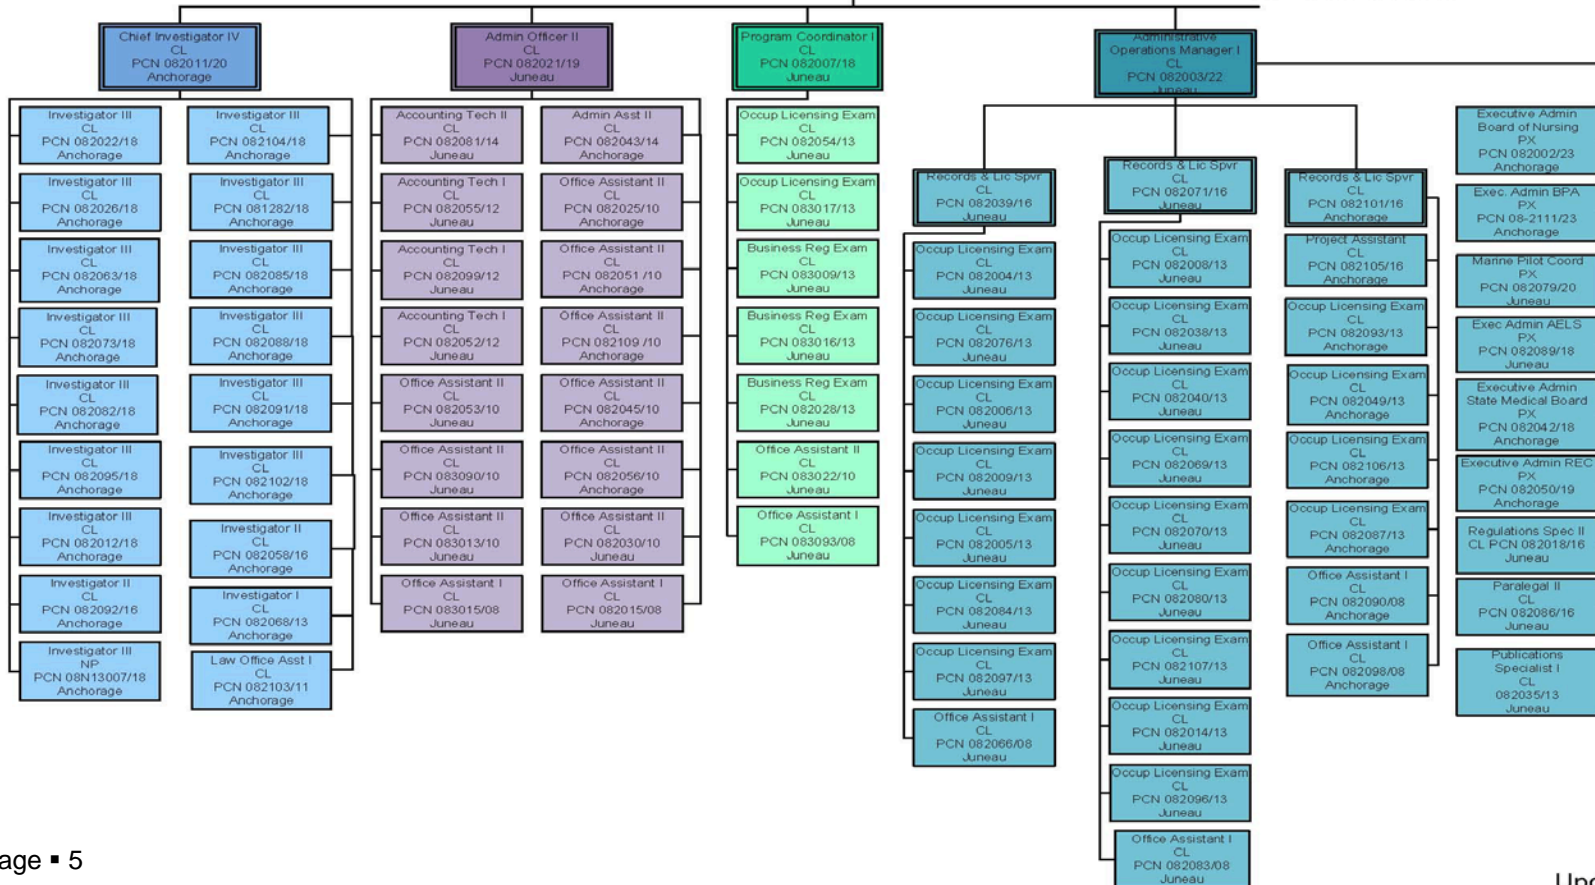 Chief Investigator IV
CL
PCN 082011/20
Anchorage
Admin Officer II
CL
PCN 082021/19
Juneau
Program Coordinator I
CL
PCN 082007/18
Juneau
Administrative
Operations Manager I
CL
PCN 082003/22
Juneau
Investigator III
CL
PCN 082022/18
Anchorage
Investigator III
CL
PCN 082026/18
Anchorage
Investigator III
CL
PCN 082063/18
Anchorage
Investigator III
CL
PCN 082073/18
Anchorage
Investigator III
CL
PCN 082082/18
Anchorage
Investigator III
CL
PCN 082095/18
Anchorage
Investigator III
CL
PCN 082012/18
Anchorage
Investigator II
CL
PCN 082092/16
Anchorage
Investigator III
NP
PCN 08N13007/18
Anchorage
Investigator III
CL
PCN 082104/18
Anchorage
Investigator III
CL
PCN 081282/18
Anchorage
Investigator III
CL
PCN 082085/18
Anchorage
Investigator III
CL
PCN 082088/18
Anchorage
Investigator III
CL
PCN 082091/18
Anchorage
Investigator III
CL
PCN 082102/18
Anchorage
Investigator II
CL
PCN 082058/16
Anchorage
Investigator I
CL
PCN 082068/13
Anchorage
Law Office Asst I
CL
PCN 082103/11
Anchorage
Accounting Tech II
CL
PCN 082081/14
Juneau
Accounting Tech I
CL
PCN 082055/12
Juneau
Accounting Tech I
CL
PCN 082099/12
Juneau
Accounting Tech I
CL
PCN 082052/12
Juneau
Office Assistant II
CL
PCN 082053/10
Juneau
Office Assistant II
CL
PCN 083090/10
Juneau
Office Assistant II
CL
PCN 083013/10
Juneau
Office Assistant I
CL
PCN 083015/08
Juneau
Admin Asst II
CL
PCN 082043/14
Anchorage
Office Assistant II
CL
PCN 082025/10
Anchorage
Office Assistant II
CL
PCN 082051 /10
Anchorage
Office Assistant II
CL
PCN 082109 /10
Anchorage
Office Assistant II
CL
PCN 082045/10
Anchorage
Office Assistant II
CL
PCN 082056/10
Anchorage
Office Assistant II
CL
PCN 082030/10
Juneau
Office Assistant I
CL
PCN 082015/08
Juneau
Occup Licensing Exam
CL
PCN 082054/13
Juneau
Occup Licensing Exam
CL
PCN 083017/13
Juneau
Business Reg Exam
CL
PCN 083009/13
Juneau
Business Reg Exam
CL
PCN 083016/13
Juneau
Business Reg Exam
CL
PCN 082028/13
Juneau
Office Assistant II
CL
PCN 083022/10
Juneau
Office Assistant I
CL
PCN 083093/08
Juneau
Records & Lic Spvr
CL
PCN 082039/16
Juneau
Occup Licensing Exam
CL
PCN 082004/13
Juneau
Occup Licensing Exam
CL
PCN 082076/13
Juneau
Occup Licensing Exam
CL
PCN 082006/13
Juneau
Occup Licensing Exam
CL
PCN 082009/13
Juneau
Occup Licensing Exam
CL
PCN 082005/13
Juneau
Occup Licensing Exam
CL
PCN 082084/13
Juneau
Occup Licensing Exam
CL
PCN 082097/13
Juneau
Office Assistant I
CL
PCN 082066/08
Juneau
Records & Lic Spvr
CL
PCN 082071/16
Juneau
Occup Licensing Exam
CL
PCN 082008/13
Juneau
Occup Licensing Exam
CL
PCN 082038/13
Juneau
Occup Licensing Exam
CL
PCN 082040/13
Juneau
Occup Licensing Exam
CL
PCN 082069/13
Juneau
Occup Licensing Exam
CL
PCN 082070/13
Juneau
Occup Licensing Exam
CL
PCN 082080/13
Juneau
Occup Licensing Exam
CL
PCN 082107/13
Juneau
Occup Licensing Exam
CL
PCN 082014/13
Juneau
Occup Licensing Exam
CL
PCN 082096/13
Juneau
Office Assistant I
CL
PCN 082083/08
Juneau
Records & Lic Spvr
CL
PCN 082101/16
Anchorage
Project Assistant
CL
PCN 082105/16
Anchorage
Occup Licensing Exam
CL
PCN 082093/13
Anchorage
Occup Licensing Exam
CL
PCN 082049/13
Anchorage
Occup Licensing Exam
CL
PCN 082106/13
Anchorage
Occup Licensing Exam
CL
PCN 082087/13
Anchorage
Office Assistant I
CL
PCN 082090/08
Anchorage
Office Assistant I
CL
PCN 082098/08
Anchorage
Executive Admin
Board of Nursing
PX
PCN 082002/23
Anchorage
Exec. Admin BPA
PX
PCN 08-2111/23
Anchorage
Marine Pilot Coord
PX
PCN 082079/20
Juneau
Exec Admin AELS
PX
PCN 082089/18
Juneau
Executive Admin
State Medical Board
PX
PCN 082042/18
Anchorage
Executive Admin REC
PX
PCN 082050/19
Anchorage
Regulations Spec II
CL PCN 082018/16
Juneau
Paralegal II
CL
PCN 082086/16
Juneau
Publications
Specialist I
CL
082035/13
Juneau
age ▪ 5